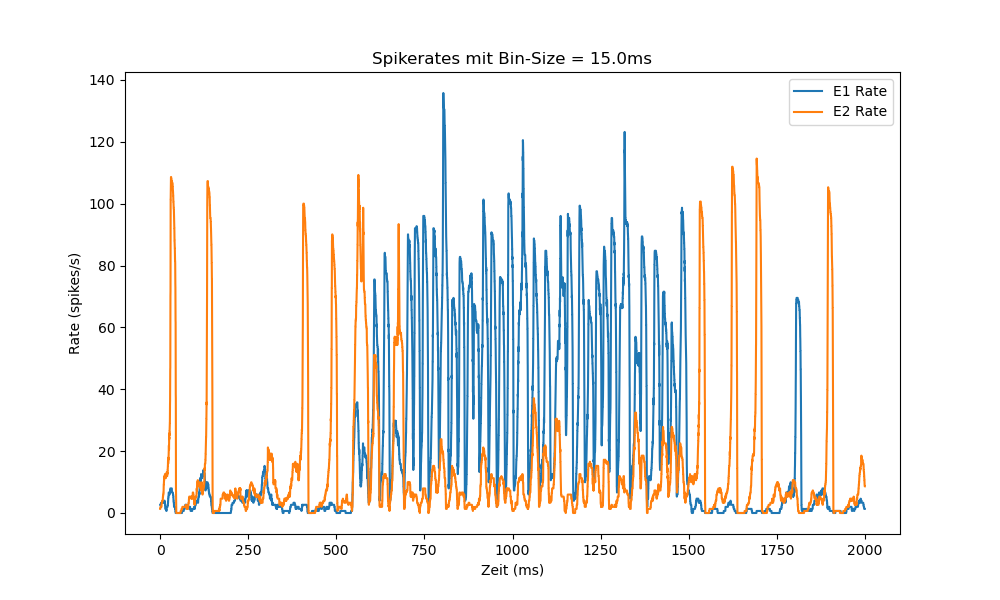 Spikerates mit Bin-Size = 15.0ms
E1 Rate
E2 Rate
140
120
100
80
60
40
20
0
Rate (spikes/s)
0 250 500 750 1000 1250 1500 1750 2000
Zeit (ms)